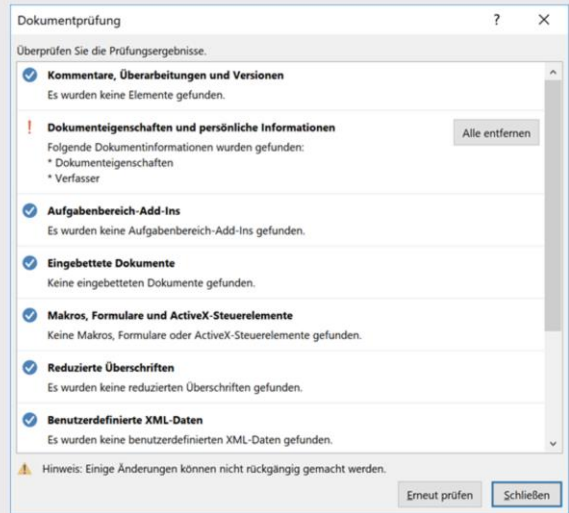 Dokumentprüfung
?
×
Überprüfen Sie die Prüfungsergebnisse.
Kommentare, Überarbeitungen und Versionen
Es wurden keine Elemente gefunden.
! Dokumenteigenschaften und persönliche Informationen
Alle entfernen
Folgende Dokumentinformationen wurden gefunden:
* Dokumenteigenschaften
* Verfasser
Aufgabenbereich-Add-Ins
Es wurden keine Aufgabenbereich-Add-Ins gefunden.
Eingebettete Dokumente
Keine eingebetteten Dokumente gefunden.
Makros, Formulare und ActiveX-Steuerelemente
Keine Makros, Formulare oder ActiveX-Steuerelemente gefunden.
Reduzierte Überschriften
Es wurden keine reduzierten Überschriften gefunden.
Benutzerdefinierte XML-Daten
Es wurden keine benutzerdefinierten XML-Daten gefunden.
Hinweis: Einige Änderungen können nicht rückgängig gemacht werden.
Erneut prüfen
Schließen